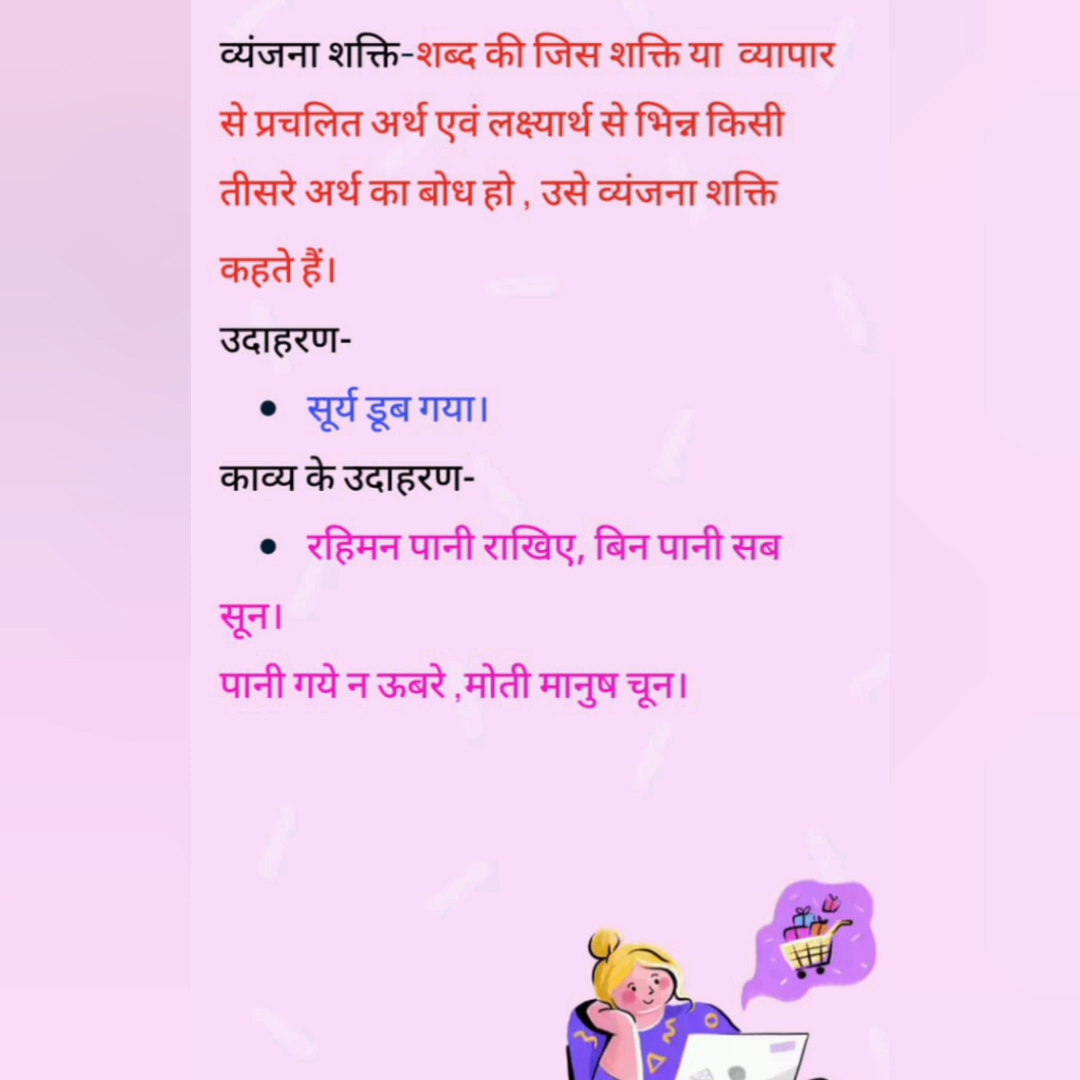 व्यंजना शक्ति-शब्द की जिस शक्ति या व्यापार
से प्रचलित अर्थ एवं लक्ष्यार्थ से भिन्न किसी
तीसरे अर्थ का बोध हो , उसे व्यंजना शक्ति
कहते हैं।
उदाहरण-
• सूर्य डूब गया।
काव्य के उदाहरण-
• रहिमन पानी राखिए, बिन पानी सब
सून।
पानी गये न ऊबरे ,मोती मानुष चून।